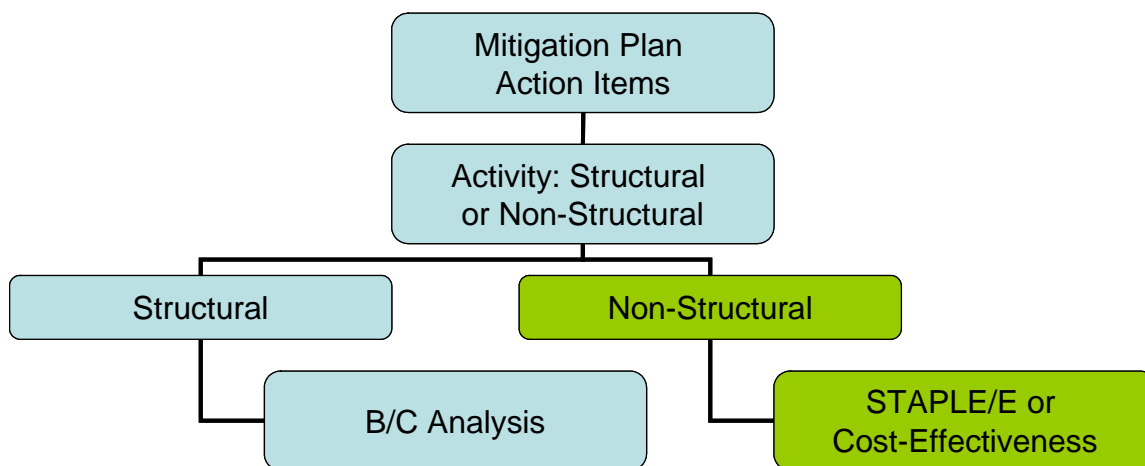 Mitigation Plan
Action Items
Activity: Structural
or Non-Structural
Structural
Non-Structural
B/C Analysis
STAPLE/E or
Cost-Effectiveness